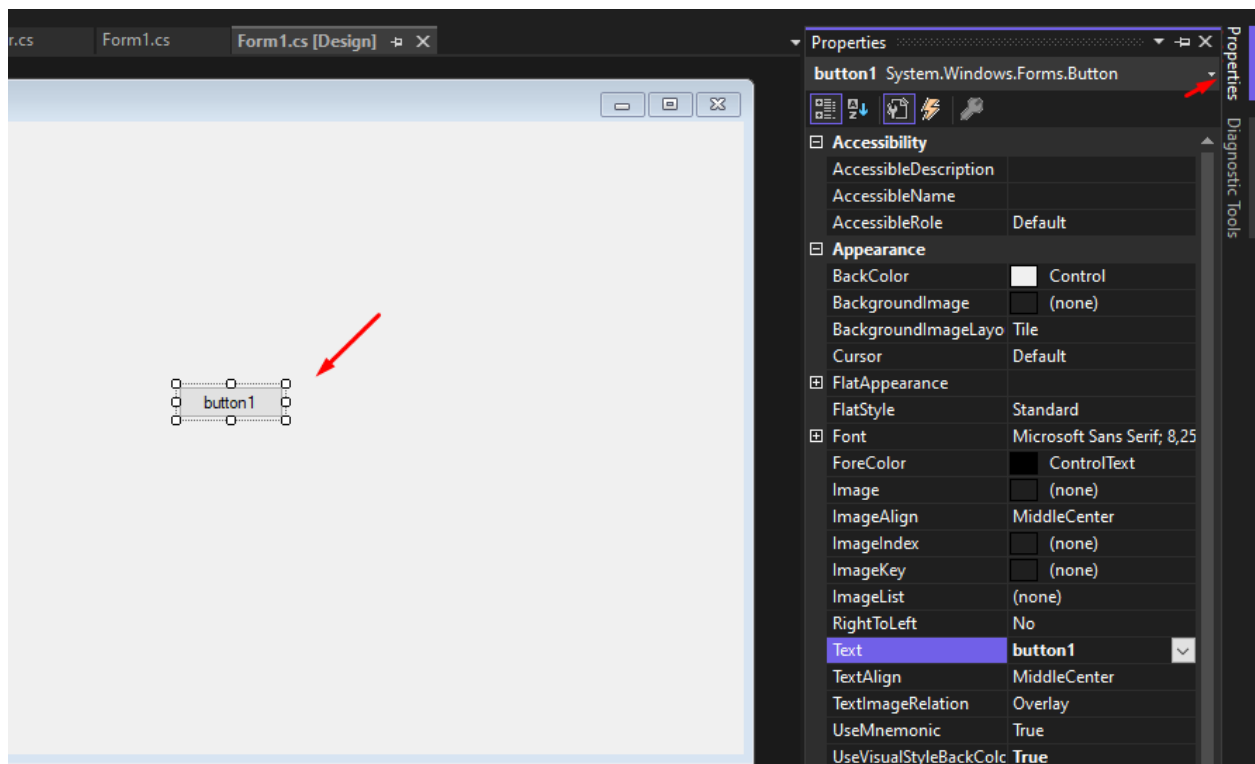 r.cs
Form1.cs
Form1.cs [Design]
button1
Properties
button1 System.Windows.Forms.Button
Accessibility
AccessibleDescription
AccessibleName
AccessibleRole Default
Appearance
BackColor Control
BackgroundImage (none)
BackgroundImageLayo Tile
Cursor Default
FlatAppearance
FlatStyle Standard
Font Microsoft Sans Serif; 8,25
ForeColor ControlText
Image (none)
ImageAlign MiddleCenter
ImageIndex (none)
ImageKey (none)
ImageList (none)
RightToLeft No
Text button1
TextAlign MiddleCenter
TextImageRelation Overlay
UseMnemonic True
UseVisualStyleBackColc True
Properties
Diagnostic Tools